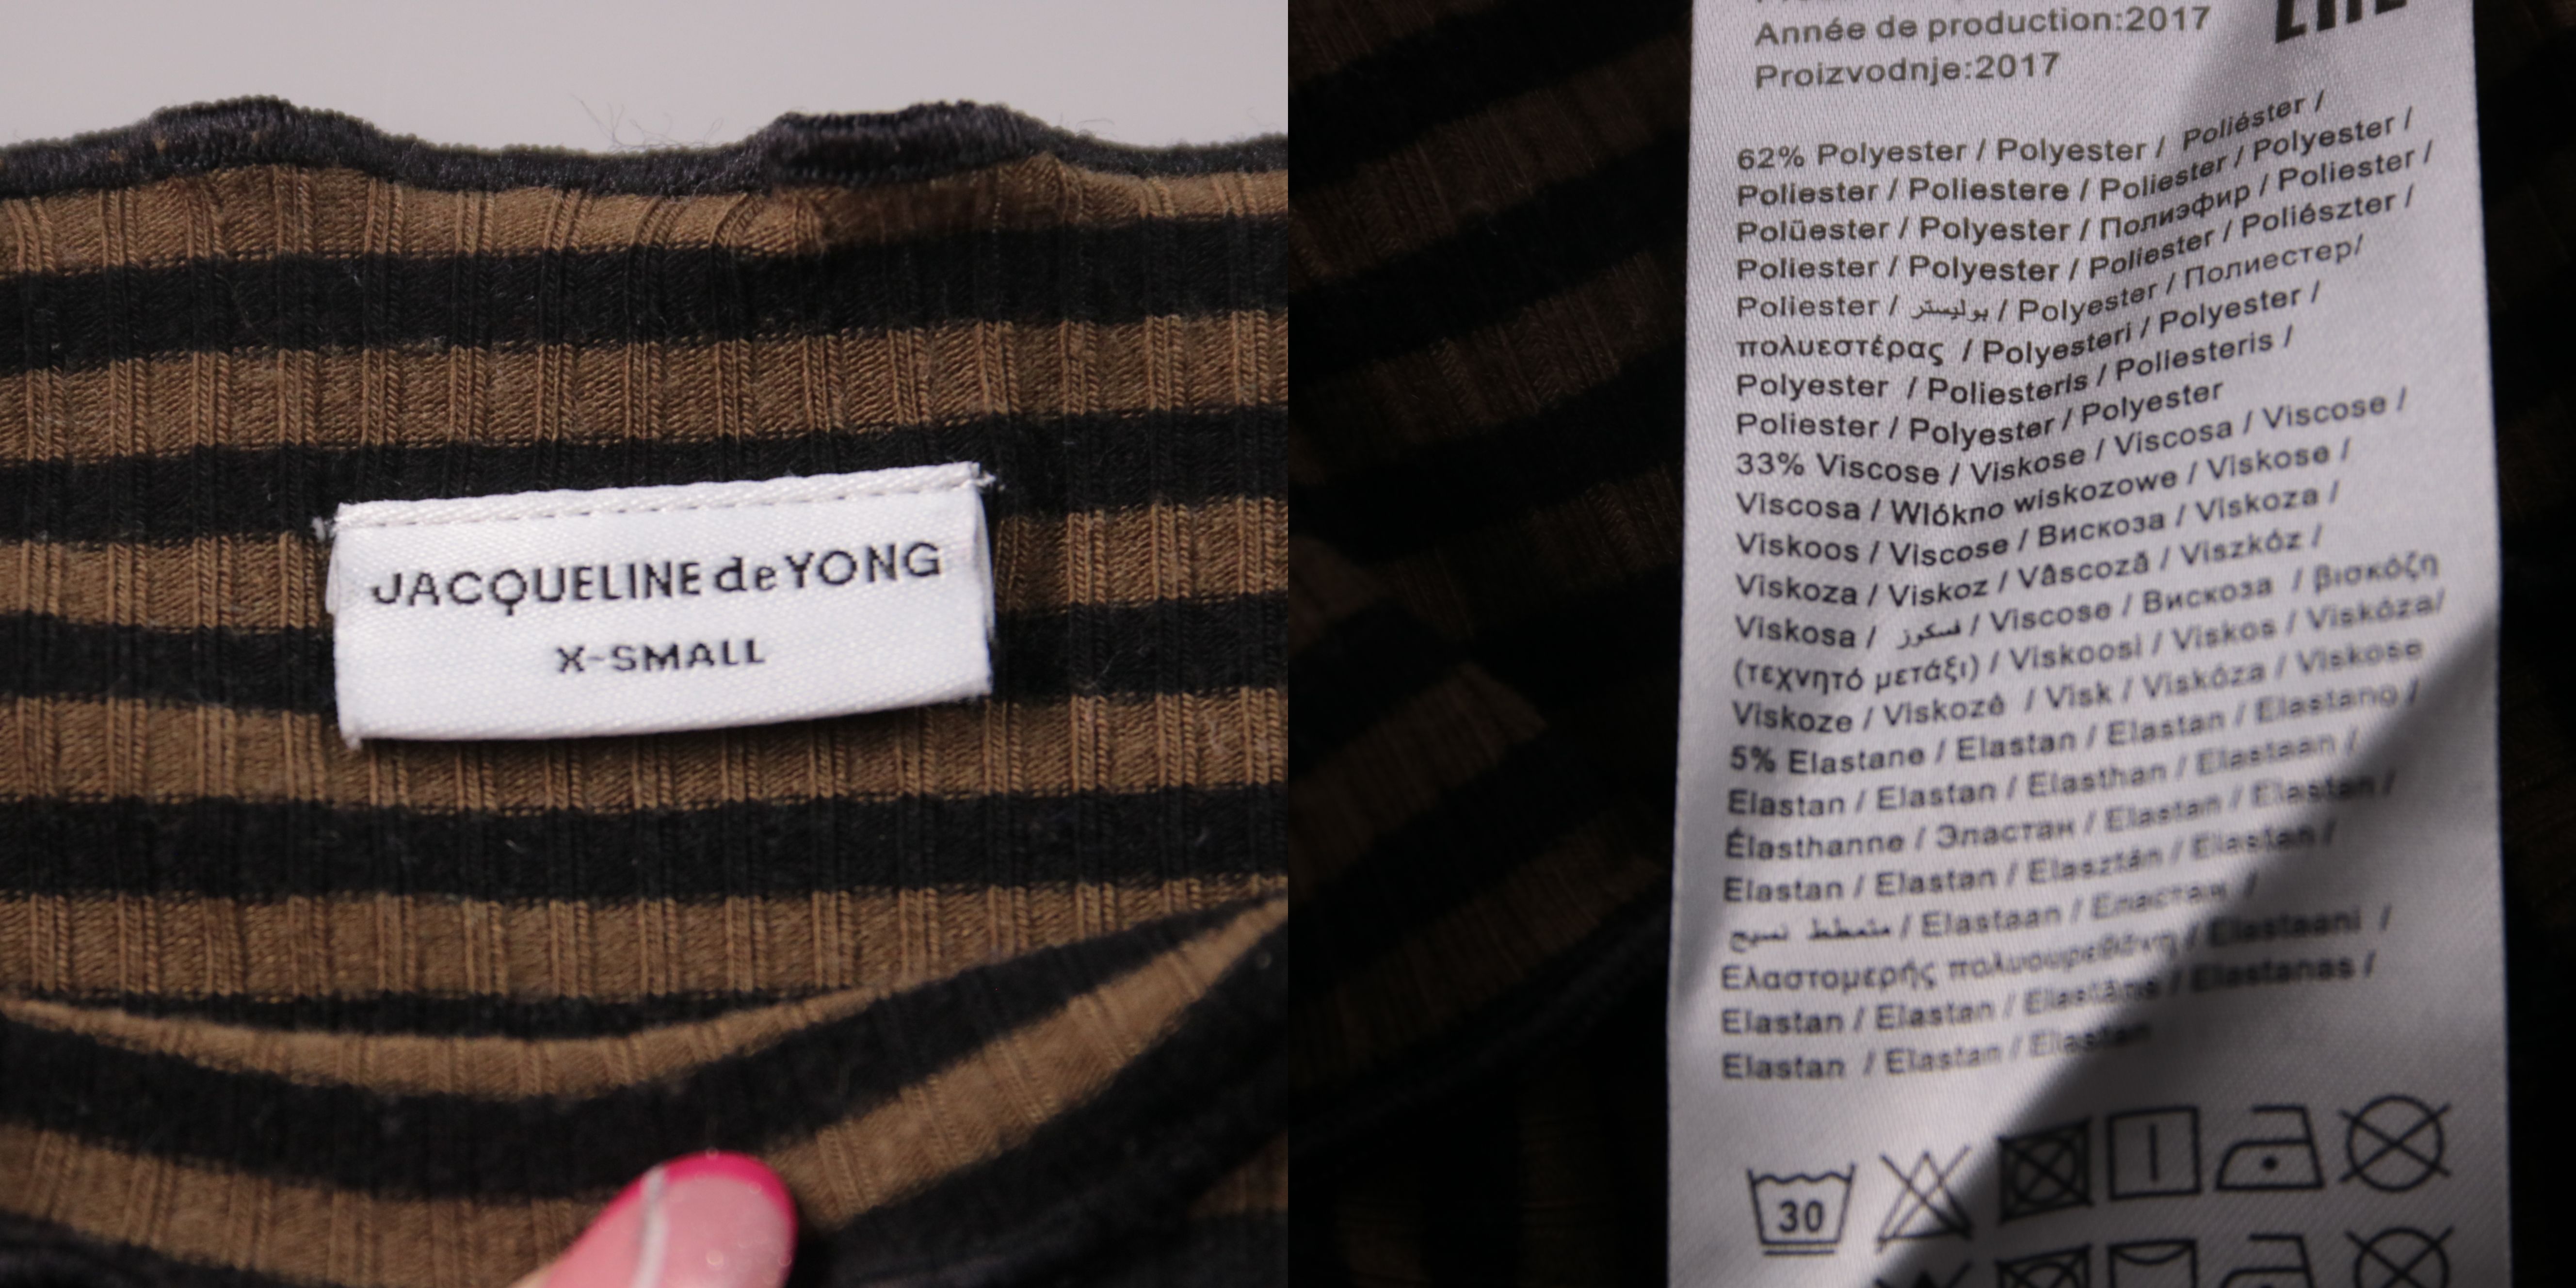 JACQUELINE de YONG
X-SMALL
Année de production:2017
Proizvodnje:2017
62% Polyester / Polyester / Poliéster /
Poliester / Poliestere / Poliester / Polyester /
Polüester / Polyester / Полиэфир / Poliester /
Poliester / Polyester / Poliester / Poliészter /
Poliester / بوليستر / Polyester / Полиестер/
πολυεστέρας / Polyesteri / Polyester /
Polyester / Poliesteris / Poliesteris /
Poliester / Polyester / Polyester
33% Viscose / Viskose / Viscosa / Viscose /
Viscosa / Wlókno wiskozowe / Viskose /
Viskoos / Viscose / Вискоза / Viskoza /
Viskoza / Viskoz / Vâscoză / Viszkóz /
Viskosa / فسكوز / Viscose / Вискоза / βισκόζη
(τεχνητό μετάξι) / Viskoosi / Viskos / Viskóza/
Viskoze / Viskozė / Visk / Viskóza / Viskose
5% Elastane / Elastan / Elastan / Elastano /
Elastan / Elastan / Elasthan / Elastaan /
Élasthanne / Эластан / Elastan / Elastan /
Elastan / Elastan / Elasztán / Elastan /
متمطط نسيج / Elastaan / Еластан /
Ελαστομερής πολυουρεθάνη / Elastaani /
Elastan / Elastan / Elastāns / Elastanas /
Elastan / Elastan / Elastan
30